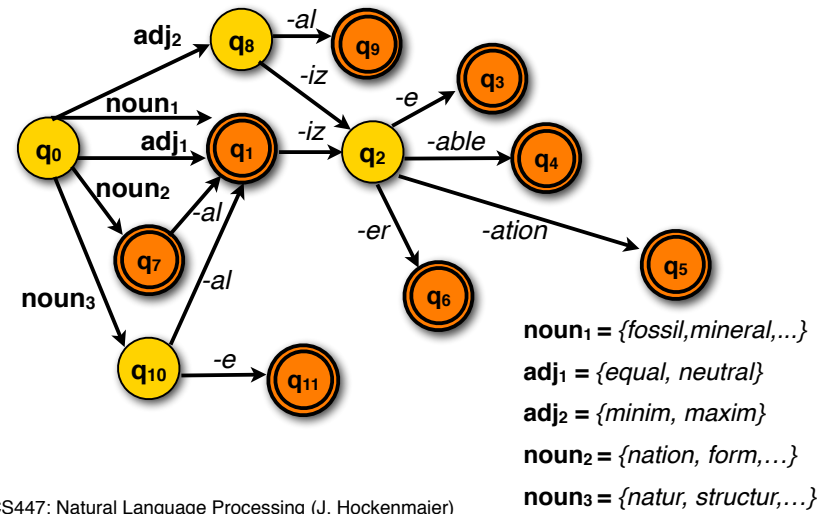 adj2
q8
-al
q9
-iz
q3
-e
noun1
q0
adj1
q1
-iz
q2
-able
q4
noun2
-al
q7
-er
-ation
q5
-al
q6
noun3
q10
-e
q11
noun1 = {fossil,mineral,...}
adj1 = {equal, neutral}
adj2 = {minim, maxim}
noun2 = {nation, form,…}
noun3 = {natur, structur,…}
CS447: Natural Language Processing (J. Hockenmaier)